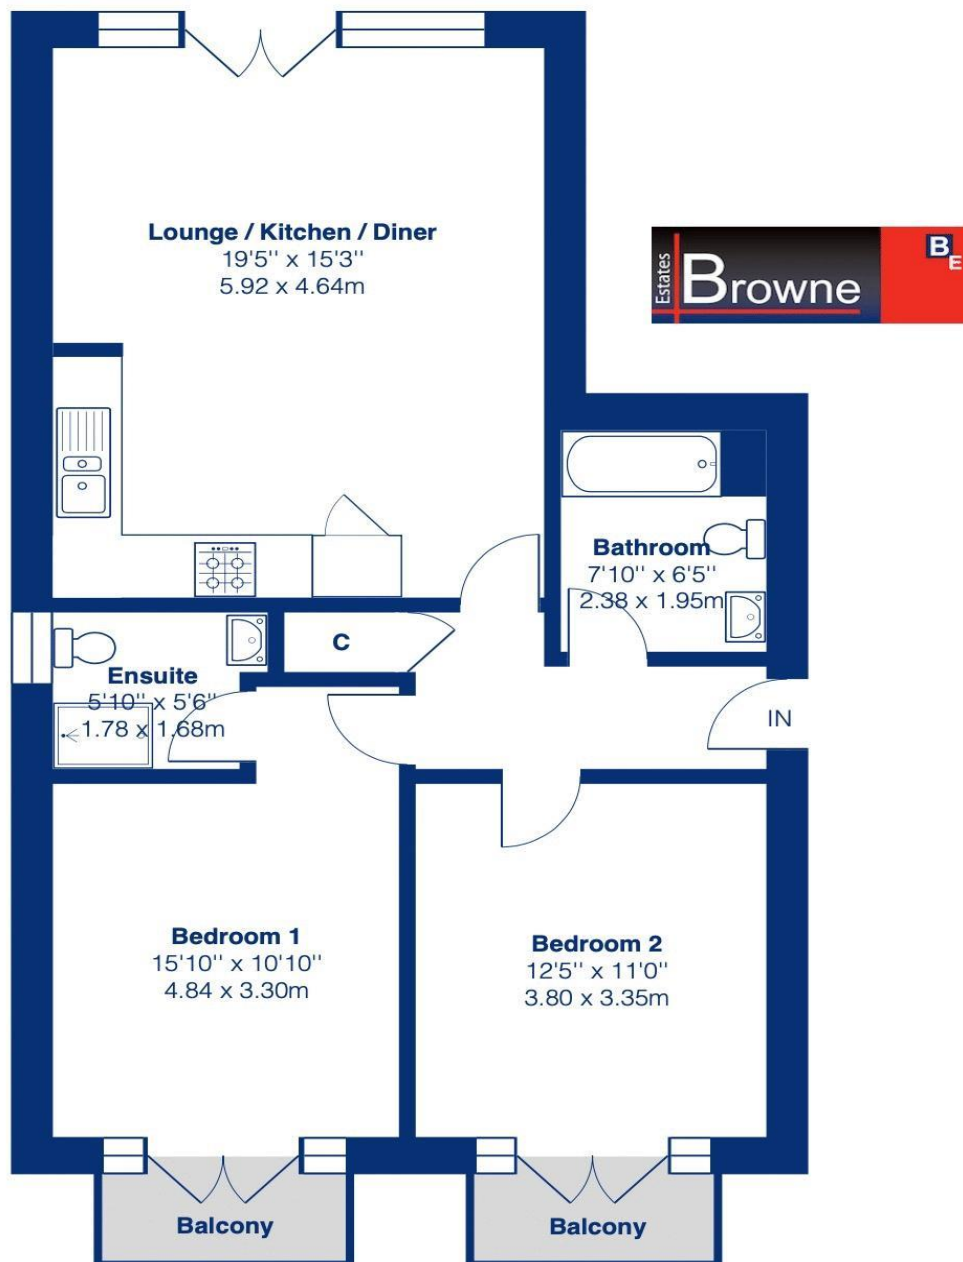 Lounge / Kitchen / Diner
19'5'' x 15'3''
5.92 x 4.64m
Estates
Browne
B
E
Bathroom
7'10'' x 6'5''
2.38 x 1.95m
C
Ensuite
5'10'' x 5'6''
1.78 x 1.68m
IN
Bedroom 1
15'10'' x 10'10''
4.84 x 3.30m
Bedroom 2
12'5'' x 11'0''
3.80 x 3.35m
Balcony
Balcony